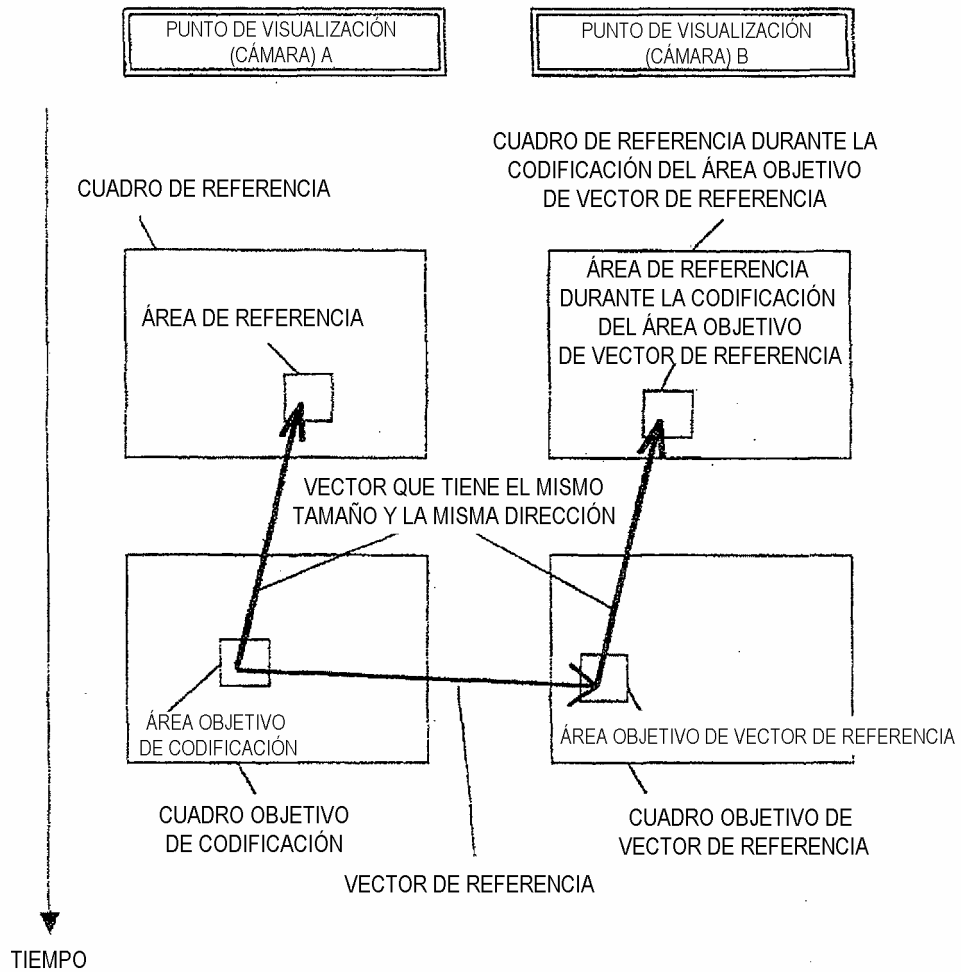 PUNTO DE VISUALIZACIÓN
(CÁMARA) A
PUNTO DE VISUALIZACIÓN
(CÁMARA) B
CUADRO DE REFERENCIA DURANTE LA
CODIFICACIÓN DEL ÁREA OBJETIVO
DE VECTOR DE REFERENCIA
CUADRO DE REFERENCIA
ÁREA DE REFERENCIA
ÁREA DE REFERENCIA
DURANTE LA CODIFICACIÓN
DEL ÁREA OBJETIVO
DE VECTOR DE REFERENCIA
VECTOR QUE TIENE EL MISMO
TAMAÑO Y LA MISMA DIRECCIÓN
ÁREA OBJETIVO
DE CODIFICACIÓN
ÁREA OBJETIVO DE VECTOR DE REFERENCIA
CUADRO OBJETIVO
DE CODIFICACIÓN
CUADRO OBJETIVO DE
VECTOR DE REFERENCIA
VECTOR DE REFERENCIA
TIEMPO